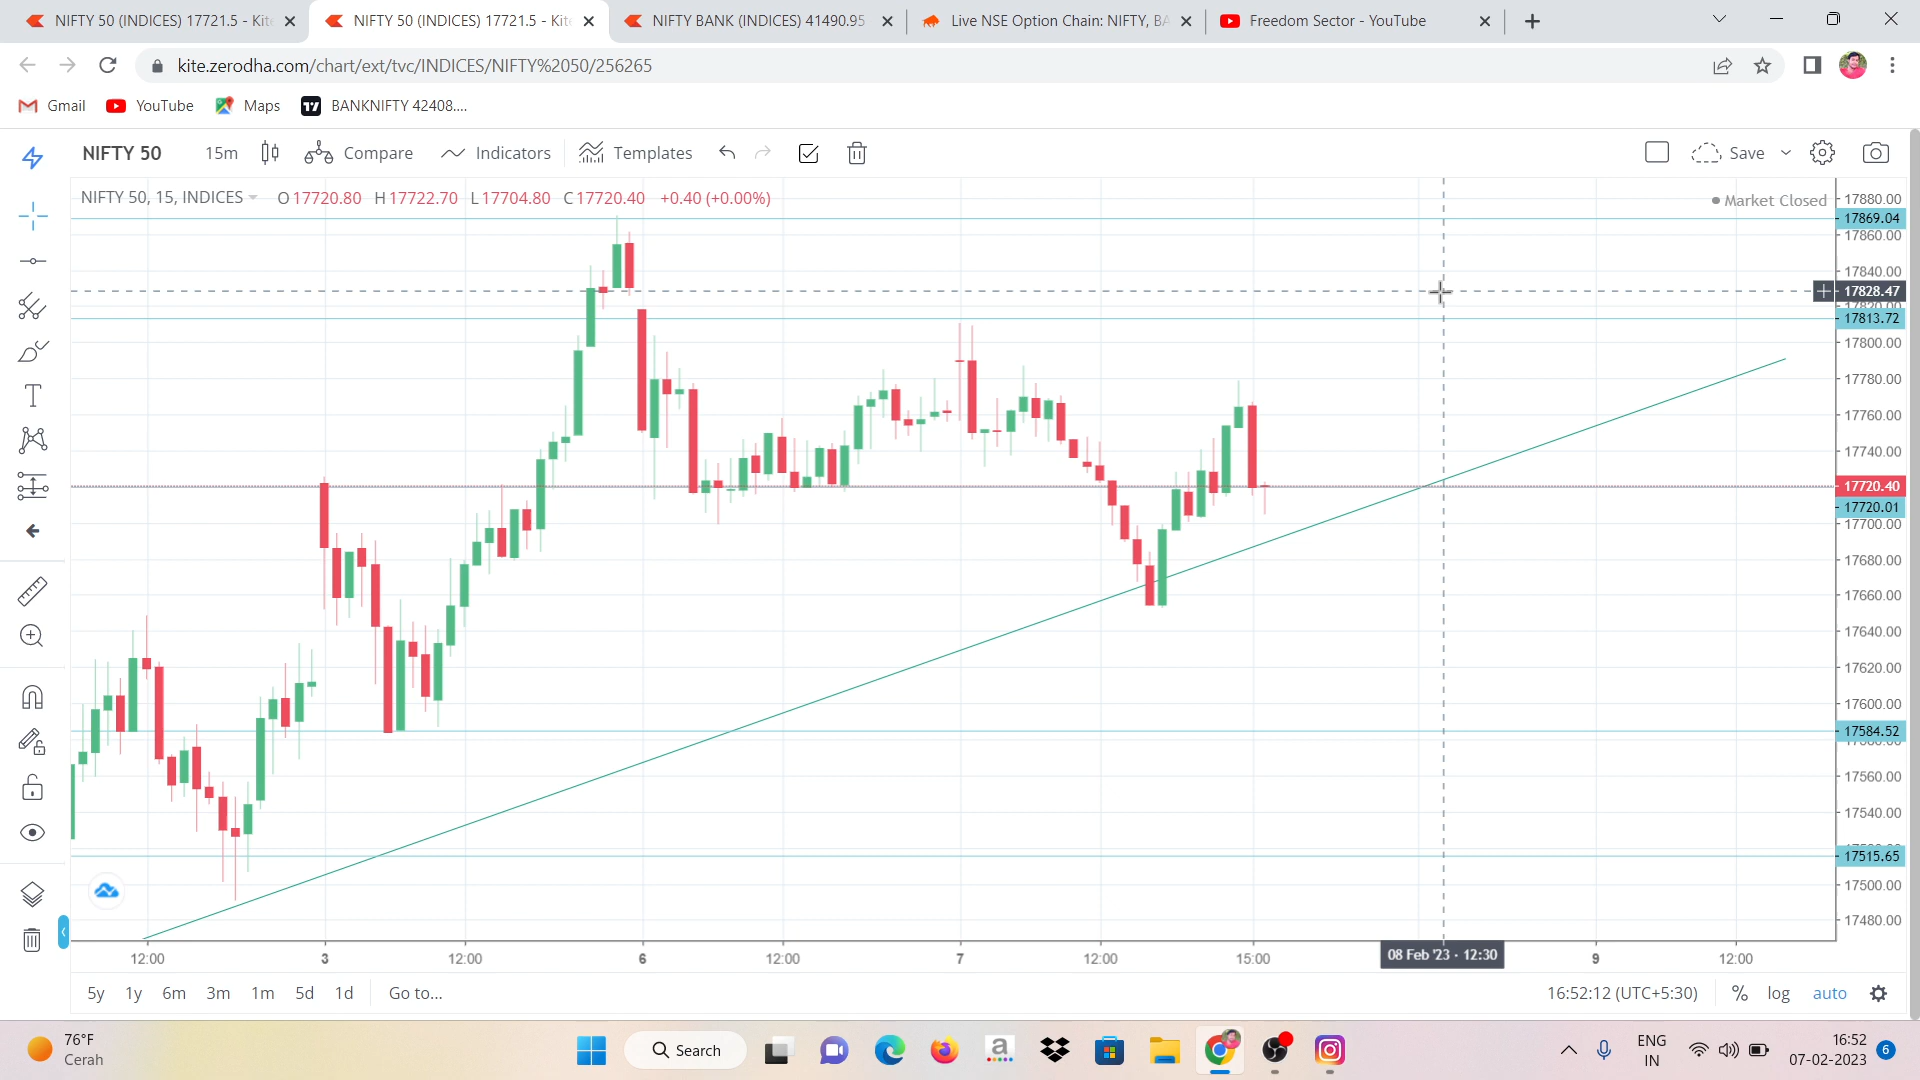 NIFTY 50 (INDICES) 17721.5 - Kit
NIFTY 50 (INDICES) 17721.5 - Kit
NIFTY BANK (INDICES) 41490.95
Live NSE Option Chain: NIFTY, BA
Freedom Sector - YouTube
kite.zerodha.com/chart/ext/tvc/INDICES/NIFTY%2050/256265
Gmail
YouTube
Maps
BANKNIFTY 42408....
NIFTY 50
15m
Compare
Indicators
Templates
Save
NIFTY 50, 15, INDICES
O17720.80 H17722.70 L17704.80 C17720.40 +0.40 (+0.00%)
Market Closed
17880.00
17869.04
17860.00
17840.00
17828.47
17813.72
17800.00
17780.00
17760.00
17740.00
17720.40
17720.01
17700.00
17680.00
17660.00
17640.00
17620.00
17600.00
17584.52
17560.00
17540.00
17515.65
17500.00
17480.00
12:00
3
12:00
6
12:00
7
12:00
15:00
08 Feb '23 · 12:30
9
12:00
5y 1y 6m 3m 1m 5d 1d Go to...
16:52:12 (UTC+5:30)
% log auto
76°F
Cerah
Search
ENG
IN
16:52
07-02-2023
6